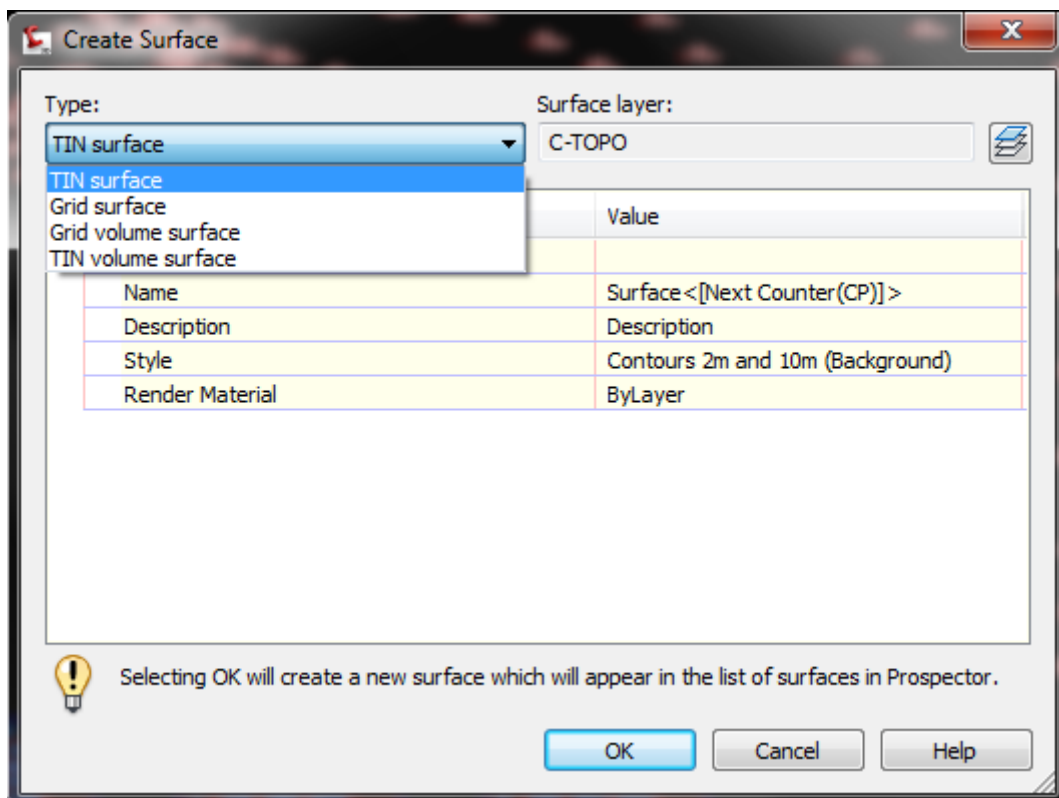 Create Surface
Type: Surface layer:
TIN surface C-TOPO
TIN surface
Grid surface
Value
Grid volume surface
TIN volume surface
Name Surface<[Next Counter(CP)]>
Description Description
Style Contours 2m and 10m (Background)
Render Material ByLayer
Selecting OK will create a new surface which will appear in the list of surfaces in Prospector.
OK Cancel Help